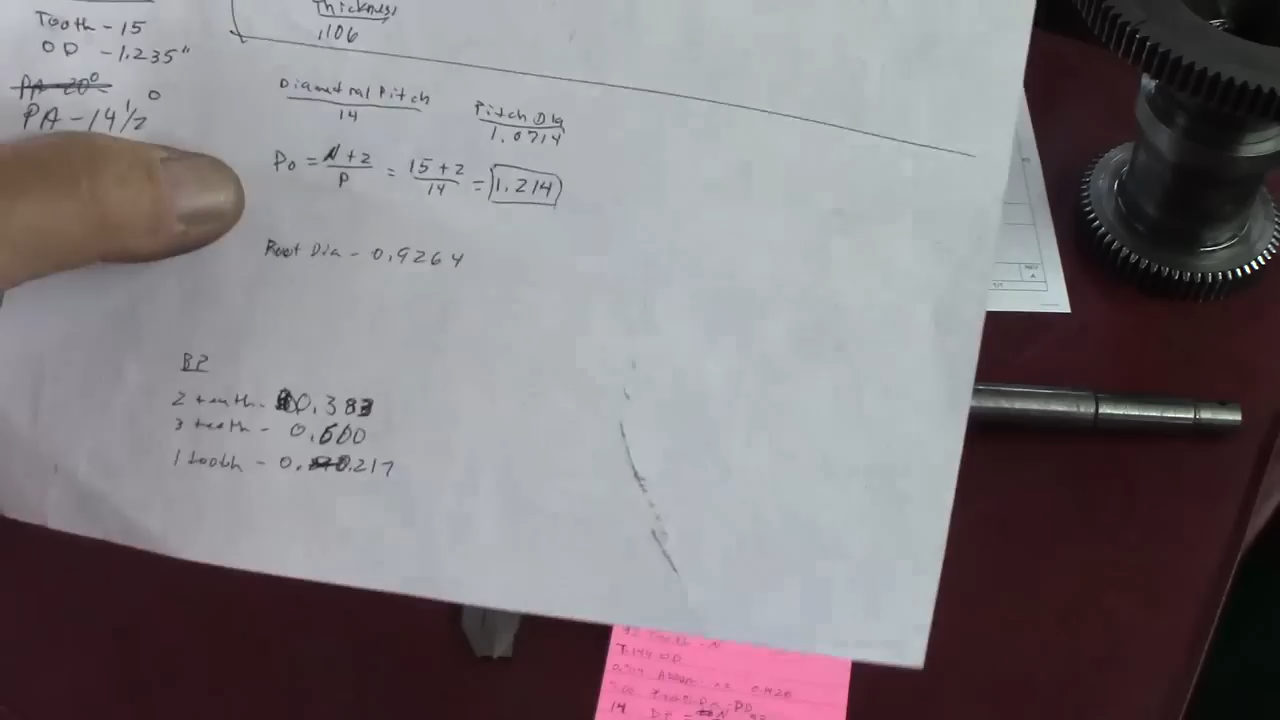 Thickness
.106
Tooth - 15
OD - 1.235"
PA - 20°
PA - 14 1/2°
Diametral Pitch
14
Pitch Dia
1.0714
Po = N+2/P = 15+2/14 = 1.214
Root Dia - 0.9264
BP
2 teeth - 0.383
3 teeth - 0.600
1 tooth - 0.217
OD
14